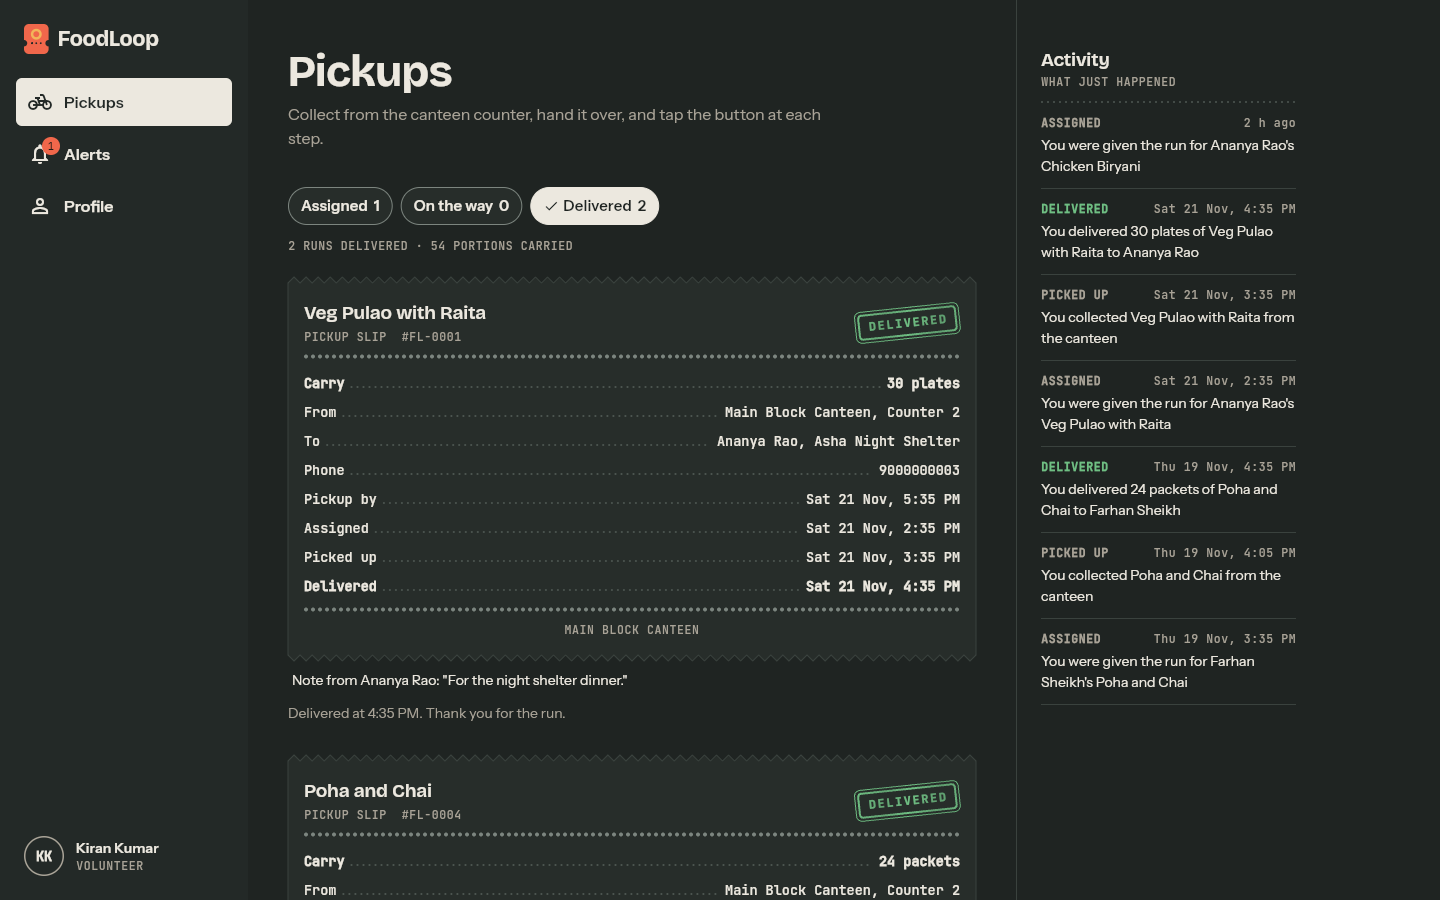 FoodLoop
Pickups
1
Alerts
Profile
KK
Kiran Kumar
VOLUNTEER
Pickups
Collect from the canteen counter, hand it over, and tap the button at each
step.
Assigned 1
On the way 0
Delivered 2
2 RUNS DELIVERED · 54 PORTIONS CARRIED
Veg Pulao with Raita
PICKUP SLIP #FL-0001
DELIVERED
Carry 30 plates
From Main Block Canteen, Counter 2
To Ananya Rao, Asha Night Shelter
Phone 9000000003
Pickup by Sat 21 Nov, 5:35 PM
Assigned Sat 21 Nov, 2:35 PM
Picked up Sat 21 Nov, 3:35 PM
Delivered Sat 21 Nov, 4:35 PM
MAIN BLOCK CANTEEN
Note from Ananya Rao: "For the night shelter dinner."
Delivered at 4:35 PM. Thank you for the run.
Poha and Chai
PICKUP SLIP #FL-0004
DELIVERED
Carry 24 packets
From Main Block Canteen, Counter 2
Activity
WHAT JUST HAPPENED
ASSIGNED 2 h ago
You were given the run for Ananya Rao's
Chicken Biryani
DELIVERED Sat 21 Nov, 4:35 PM
You delivered 30 plates of Veg Pulao
with Raita to Ananya Rao
PICKED UP Sat 21 Nov, 3:35 PM
You collected Veg Pulao with Raita from
the canteen
ASSIGNED Sat 21 Nov, 2:35 PM
You were given the run for Ananya Rao's
Veg Pulao with Raita
DELIVERED Thu 19 Nov, 4:35 PM
You delivered 24 packets of Poha and
Chai to Farhan Sheikh
PICKED UP Thu 19 Nov, 4:05 PM
You collected Poha and Chai from the
canteen
ASSIGNED Thu 19 Nov, 3:35 PM
You were given the run for Farhan
Sheikh's Poha and Chai